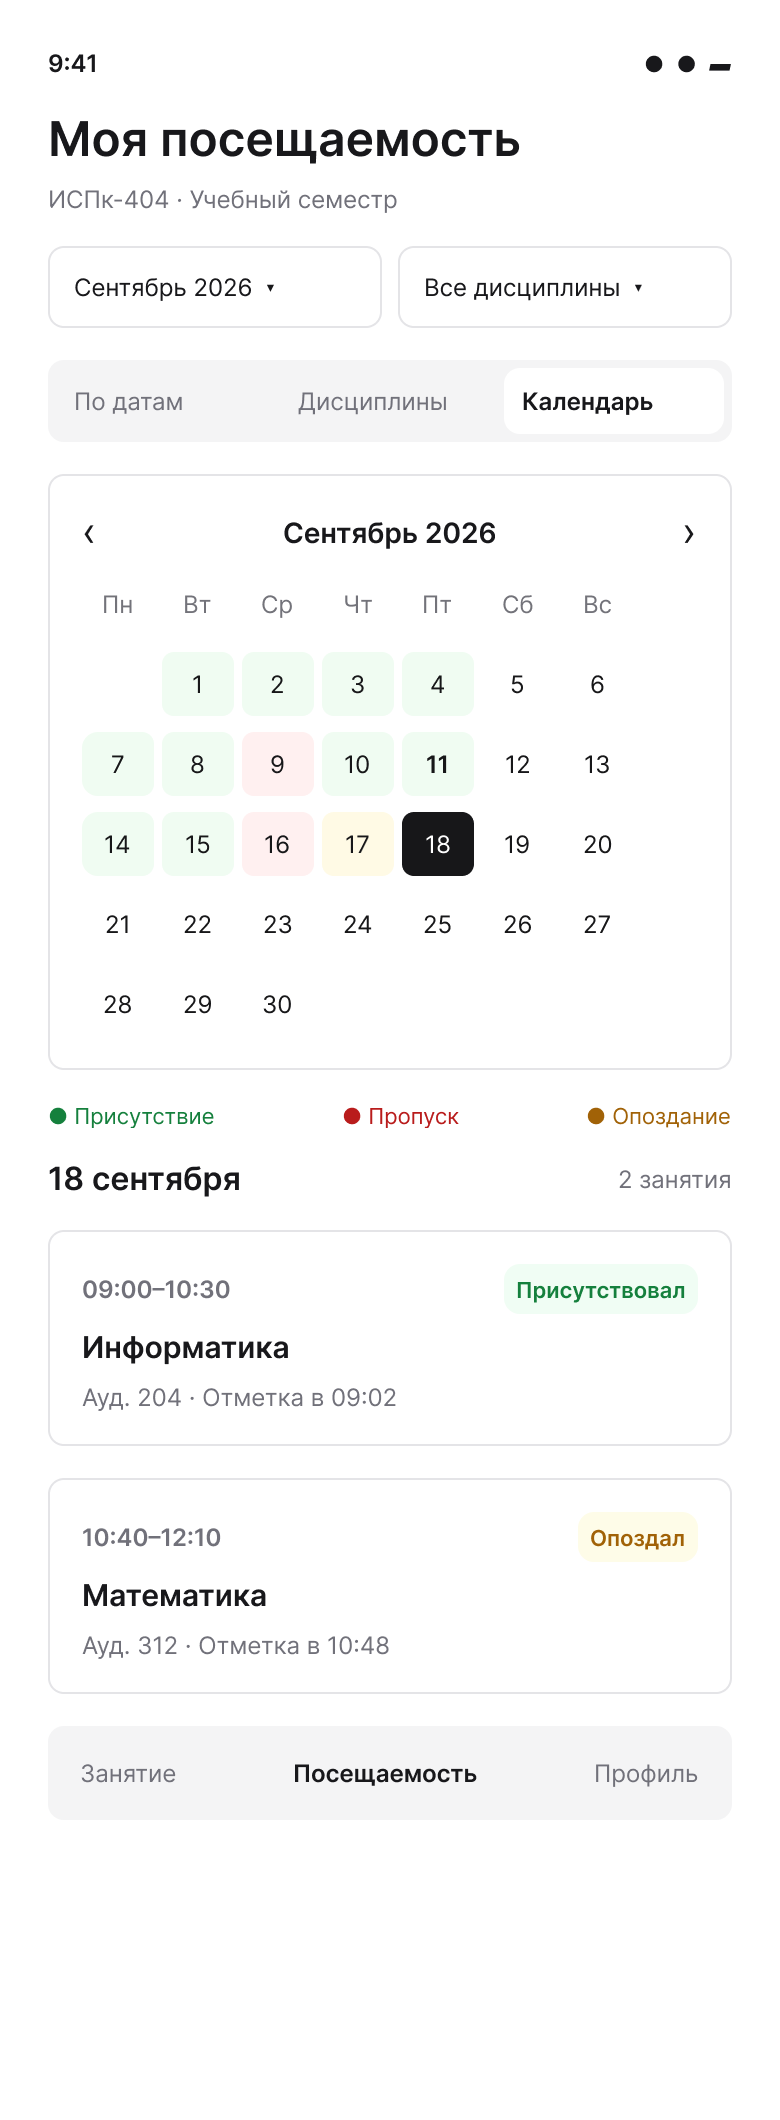 9:41
Моя посещаемость
ИСПк-404 · Учебный семестр
Сентябрь 2026 ▾ Все дисциплины ▾
По датам Дисциплины Календарь
‹ Сентябрь 2026 ›
Пн Вт Ср Чт Пт Сб Вс
1 2 3 4 5 6
7 8 9 10 11 12 13
14 15 16 17 18 19 20
21 22 23 24 25 26 27
28 29 30
● Присутствие ● Пропуск ● Опоздание
18 сентября 2 занятия
09:00–10:30 Присутствовал
Информатика
Ауд. 204 · Отметка в 09:02
10:40–12:10 Опоздал
Математика
Ауд. 312 · Отметка в 10:48
Занятие Посещаемость Профиль